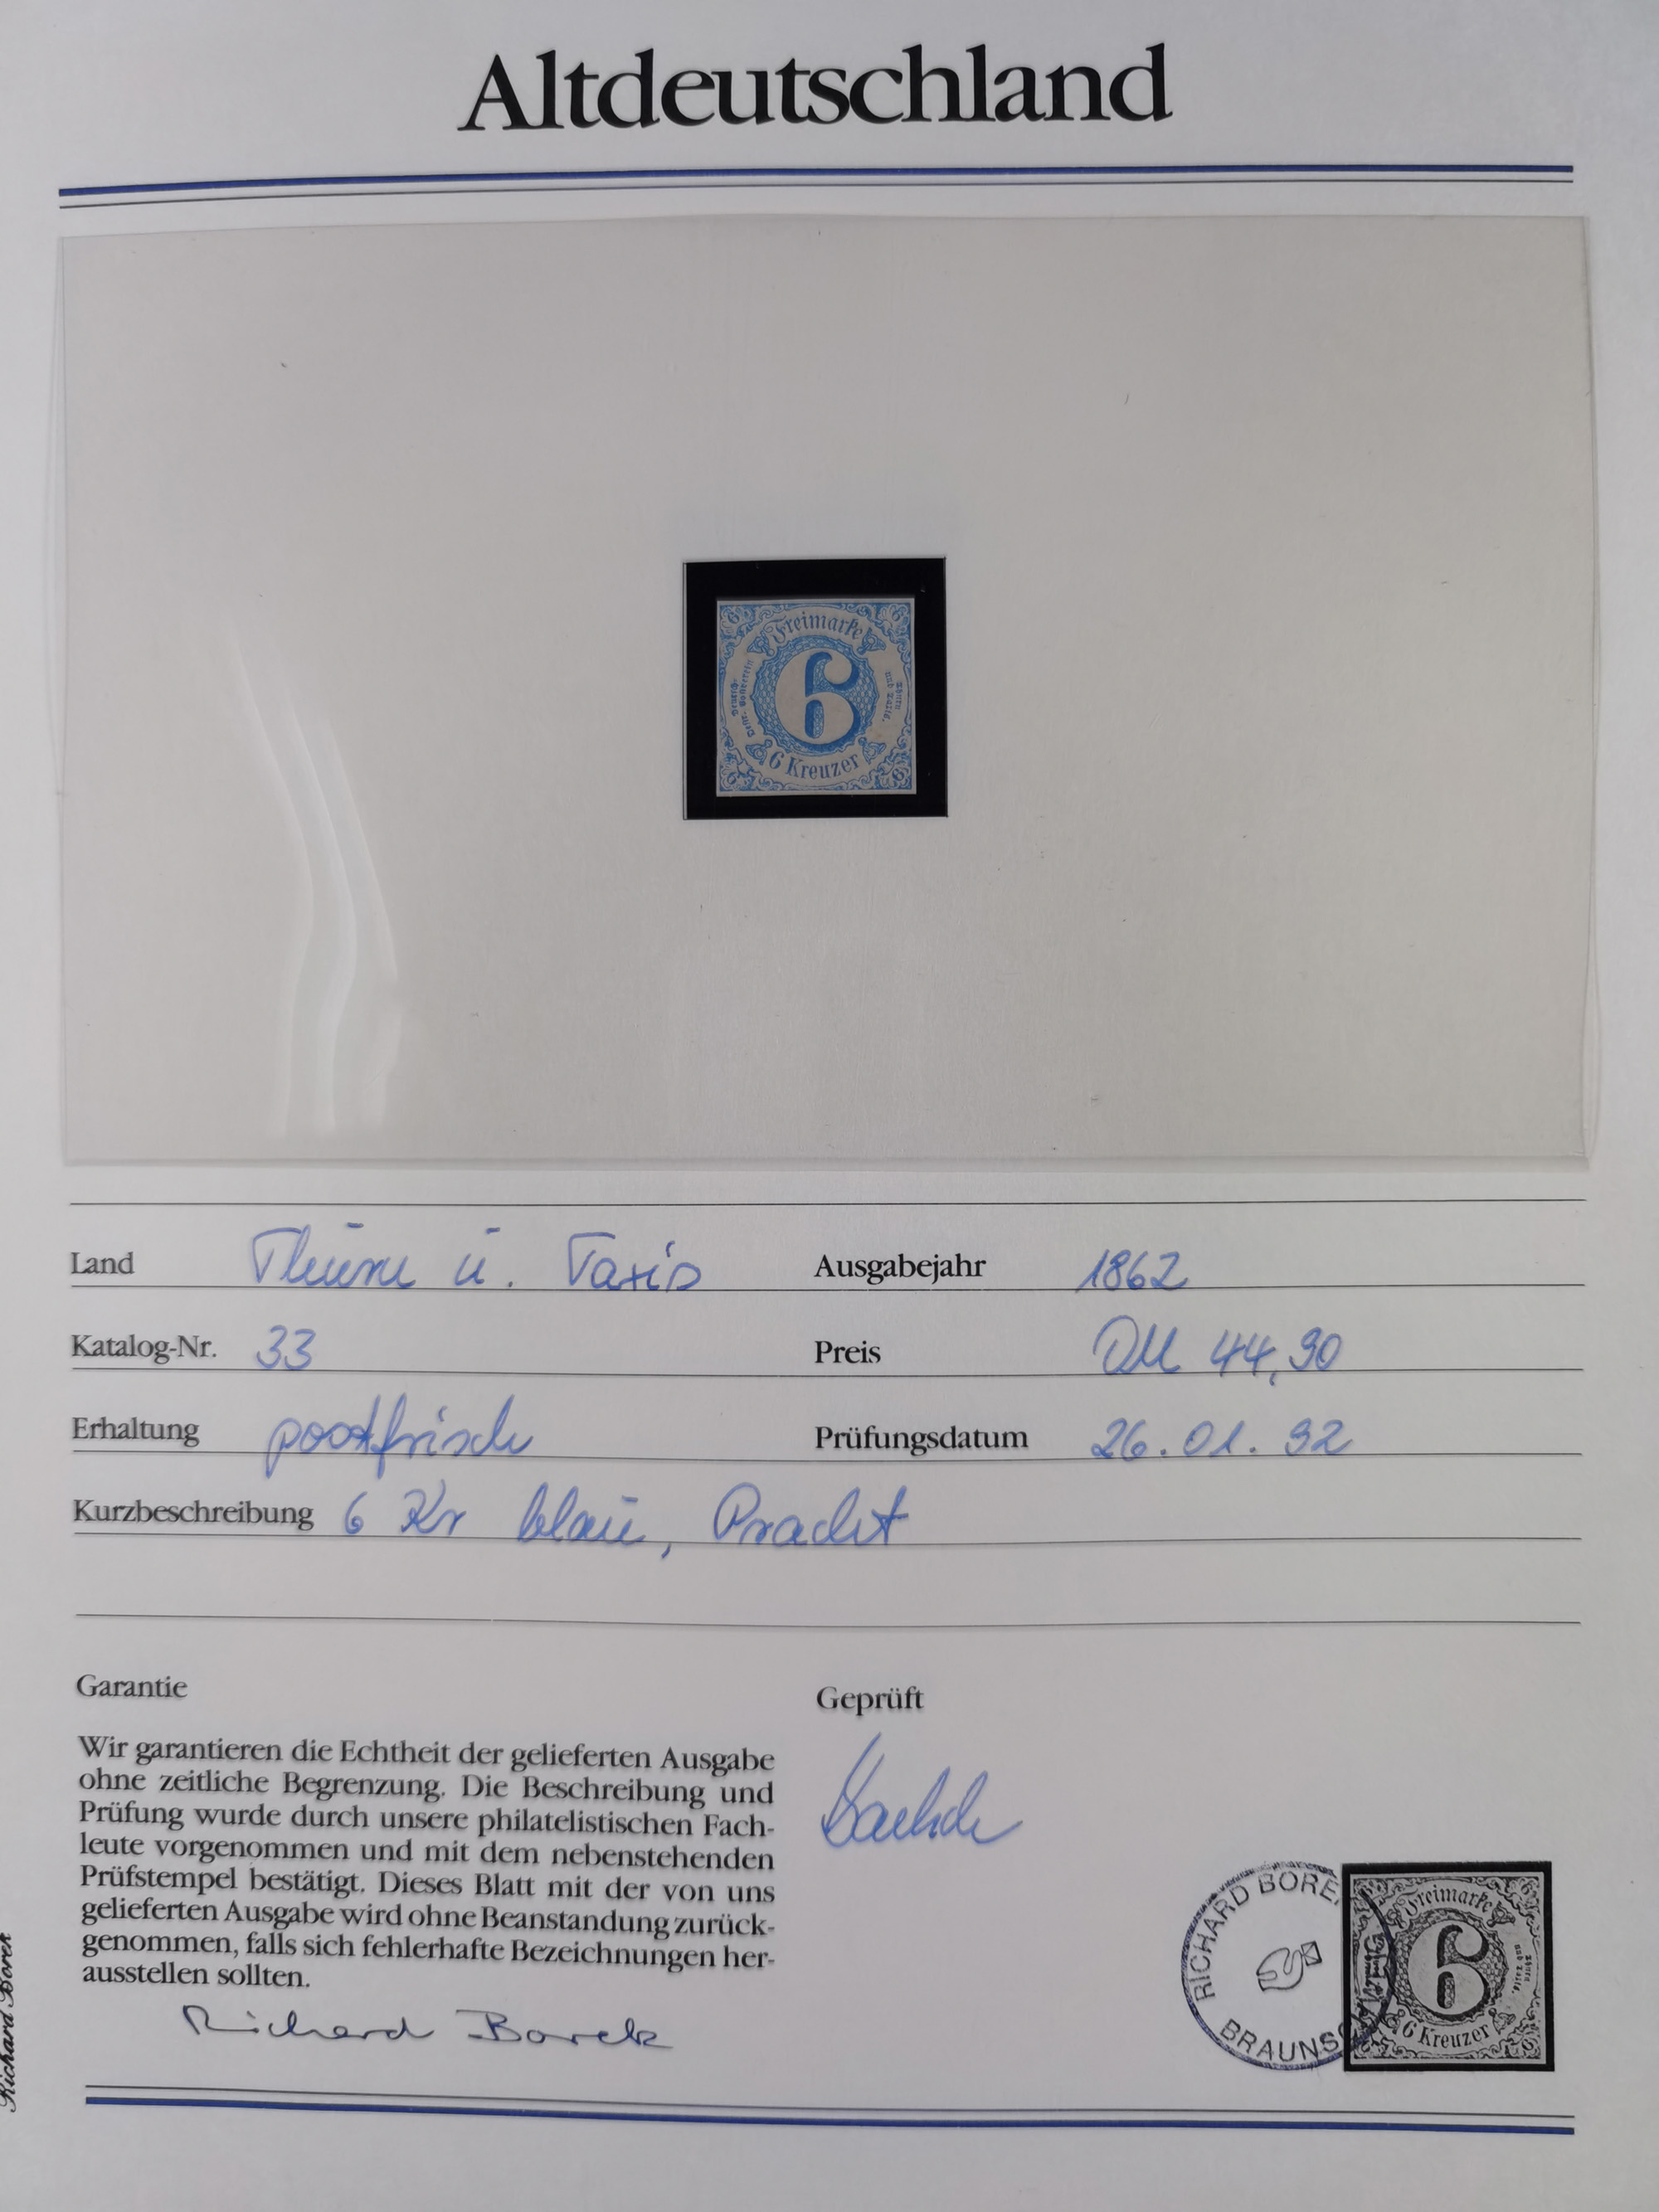 Altdeutschland
Freimarke
6
6 Kreuzer
und Taxis.
Land Thurn u. Taxis
Ausgabejahr 1862
Katalog-Nr. 33
Preis DM 44,90
Erhaltung postfrisch
Prüfungsdatum 26.01.92
Kurzbeschreibung 6 Kr blau, Pracht
Garantie
Wir garantieren die Echtheit der gelieferten Ausgabe
ohne zeitliche Begrenzung. Die Beschreibung und
Prüfung wurde durch unsere philatelistischen Fach-
leute vorgenommen und mit dem nebenstehenden
Prüfstempel bestätigt. Dieses Blatt mit der von uns
gelieferten Ausgabe wird ohne Beanstandung zurück-
genommen, falls sich fehlerhafte Bezeichnungen her-
ausstellen sollten.
Richard Borek
Geprüft
RICHARD BOREK
BRAUNS
Freimarke
6
6 Kreuzer
Richard Borek